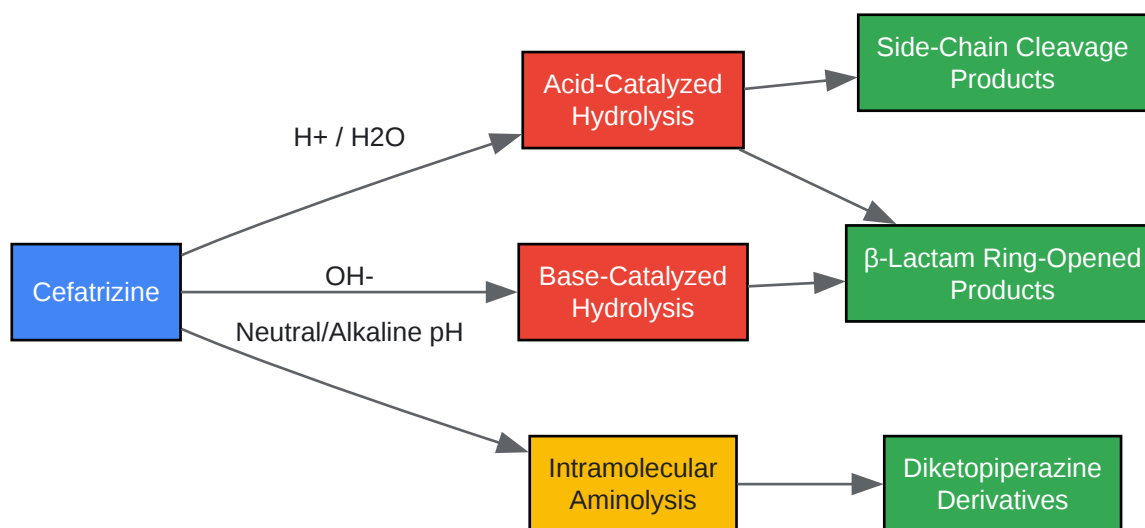 Side-Chain Cleavage
Products
Acid-Catalyzed
Hydrolysis
H+ / H2O
β-Lactam Ring-Opened
Products
Cefatrizine
OH-
Base-Catalyzed
Hydrolysis
Neutral/Alkaline pH
Intramolecular
Aminolysis
Diketopiperazine
Derivatives